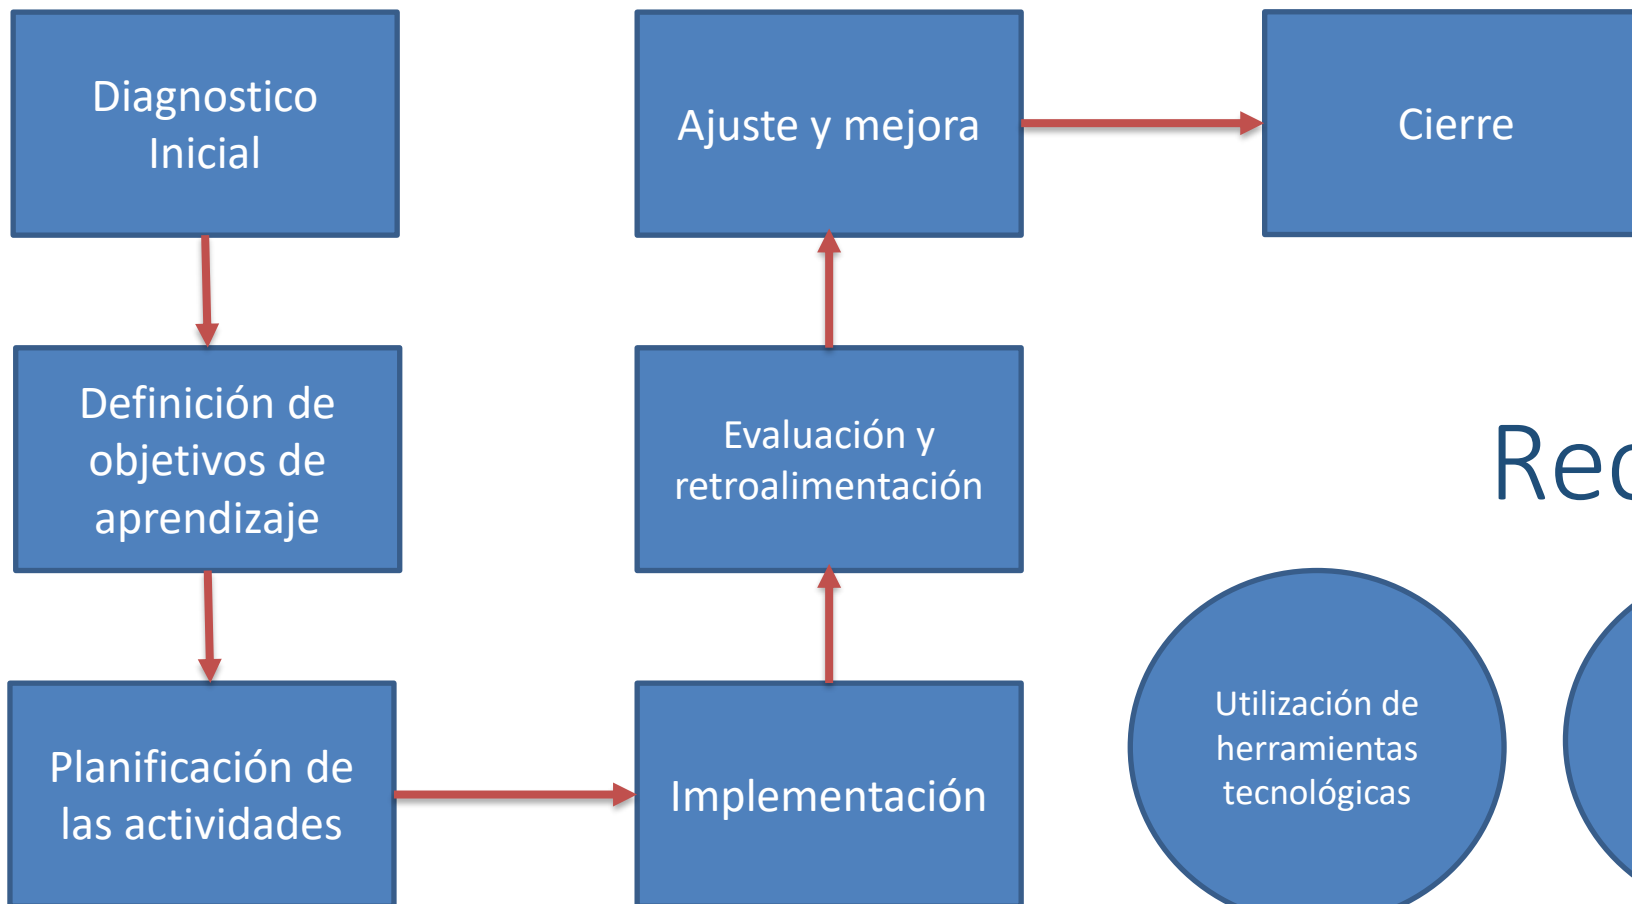 Diagnostico
Inicial
Definición de
objetivos de
aprendizaje
Planificación de
las actividades
Implementación
Evaluación y
retroalimentación
Ajuste y mejora
Cierre
Utilización de
herramientas
tecnológicas